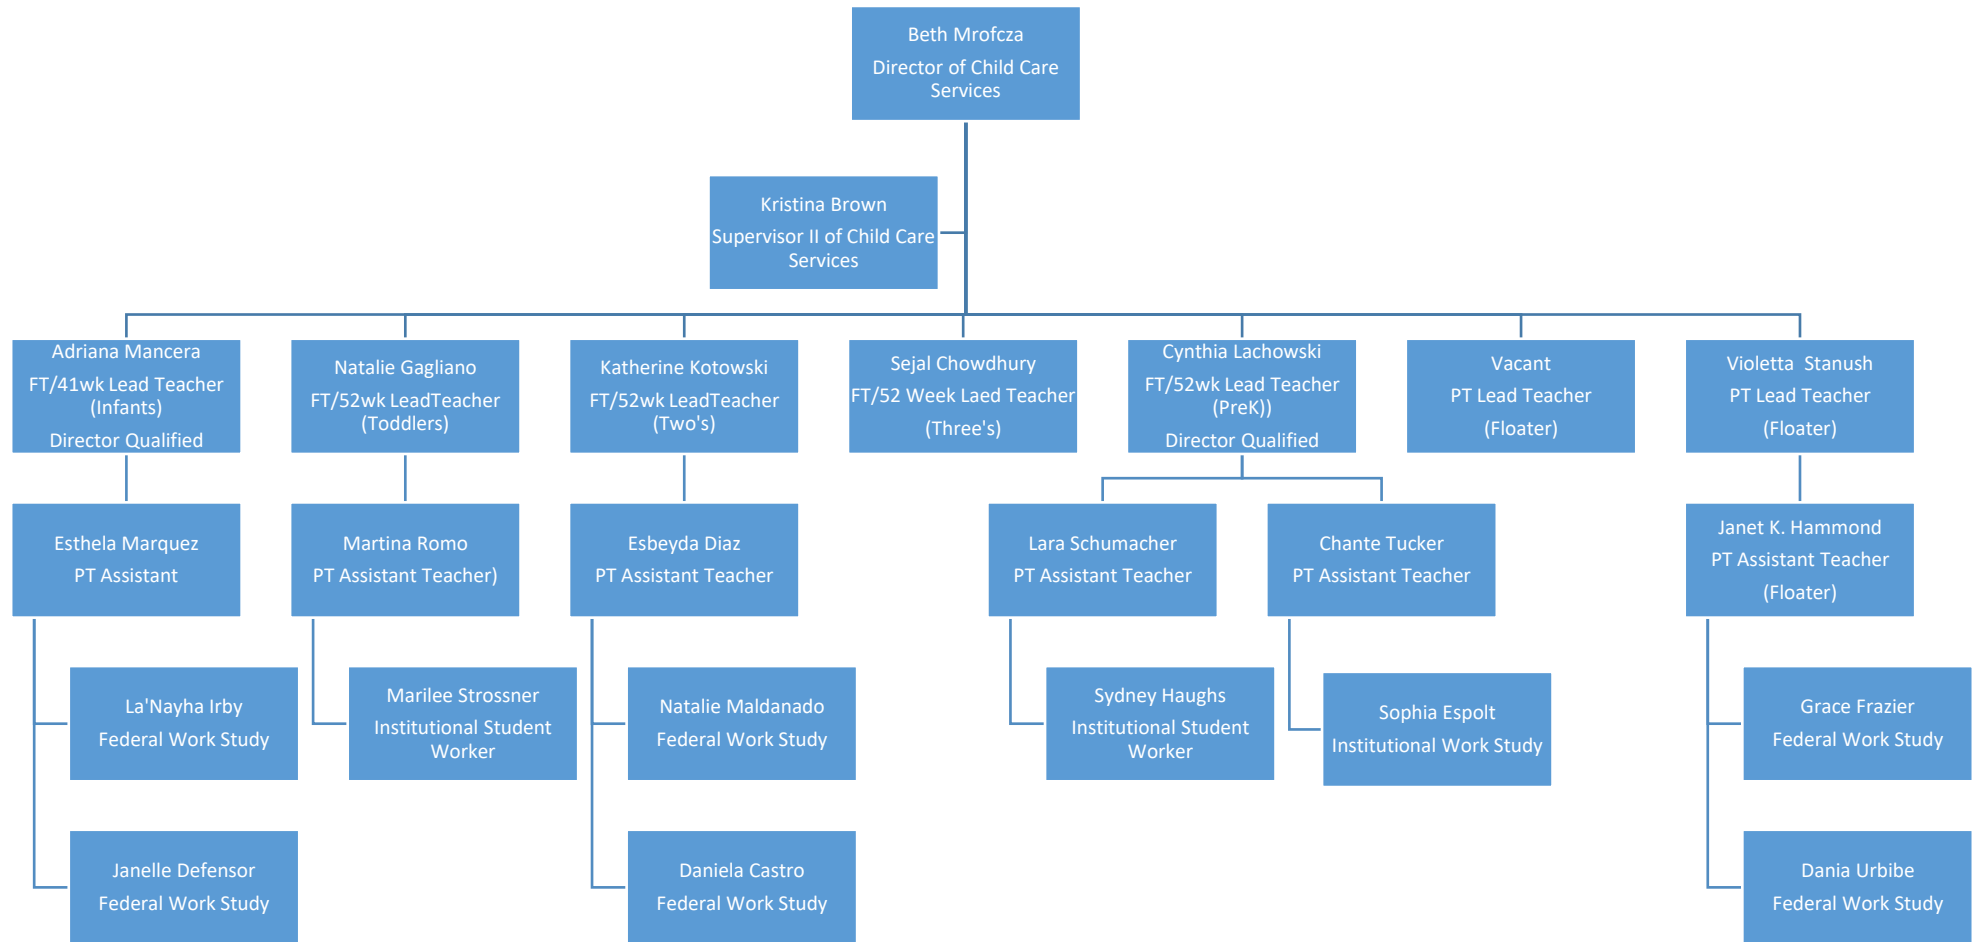 Beth Mrofcza
Director of Child Care
Services
Kristina Brown
Supervisor II of Child Care
Services
Adriana Mancera
FT/41wk Lead Teacher
(Infants)
Director Qualified
Natalie Gagliano
FT/52wk LeadTeacher
(Toddlers)
Katherine Kotowski
FT/52wk LeadTeacher
(Two's)
Sejal Chowdhury
FT/52 Week Laed Teacher
(Three's)
Cynthia Lachowski
FT/52wk Lead Teacher
(PreK))
Director Qualified
Vacant
PT Lead Teacher
(Floater)
Violetta  Stanush
PT Lead Teacher
(Floater)
Esthela Marquez
PT Assistant
Martina Romo
PT Assistant Teacher)
Esbeyda Diaz
PT Assistant Teacher
Lara Schumacher
PT Assistant Teacher
Chante Tucker
PT Assistant Teacher
Janet K. Hammond
PT Assistant Teacher
(Floater)
La'Nayha Irby
Federal Work Study
Marilee Strossner
Institutional Student
Worker
Natalie Maldanado
Federal Work Study
Sydney Haughs
Institutional Student
Worker
Sophia Espolt
Institutional Work Study
Grace Frazier
Federal Work Study
Janelle Defensor
Federal Work Study
Daniela Castro
Federal Work Study
Dania Urbibe
Federal Work Study